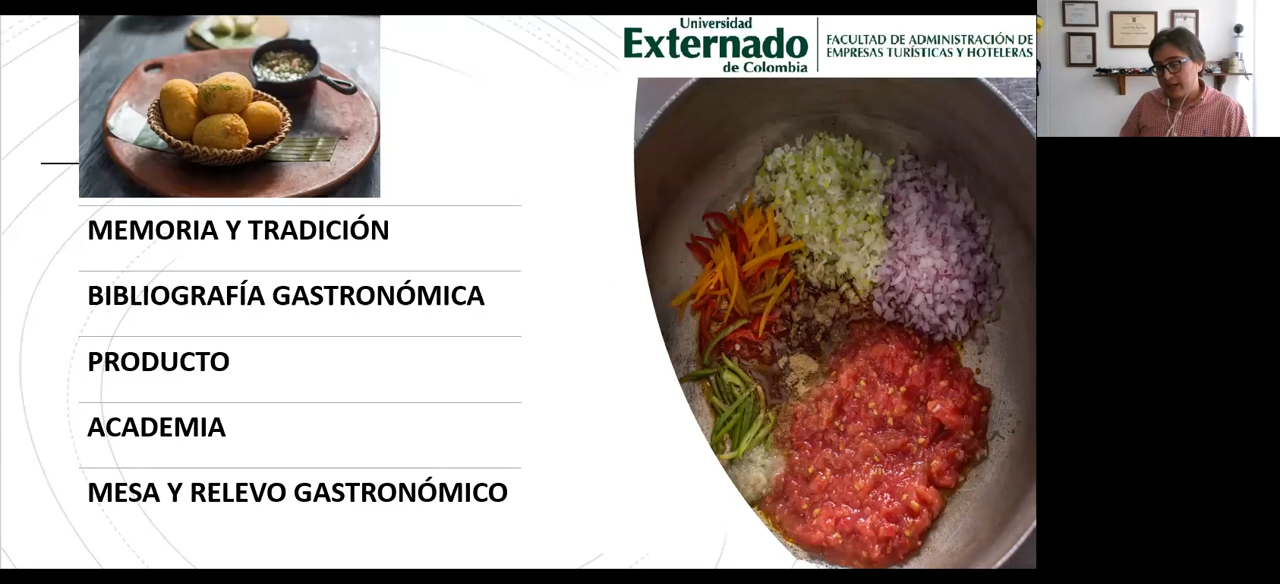 Universidad
Externado
de Colombia
FACULTAD DE ADMINISTRACIÓN DE
EMPRESAS TURÍSTICAS Y HOTELERAS
MEMORIA Y TRADICIÓN
BIBLIOGRAFÍA GASTRONÓMICA
PRODUCTO
ACADEMIA
MESA Y RELEVO GASTRONÓMICO